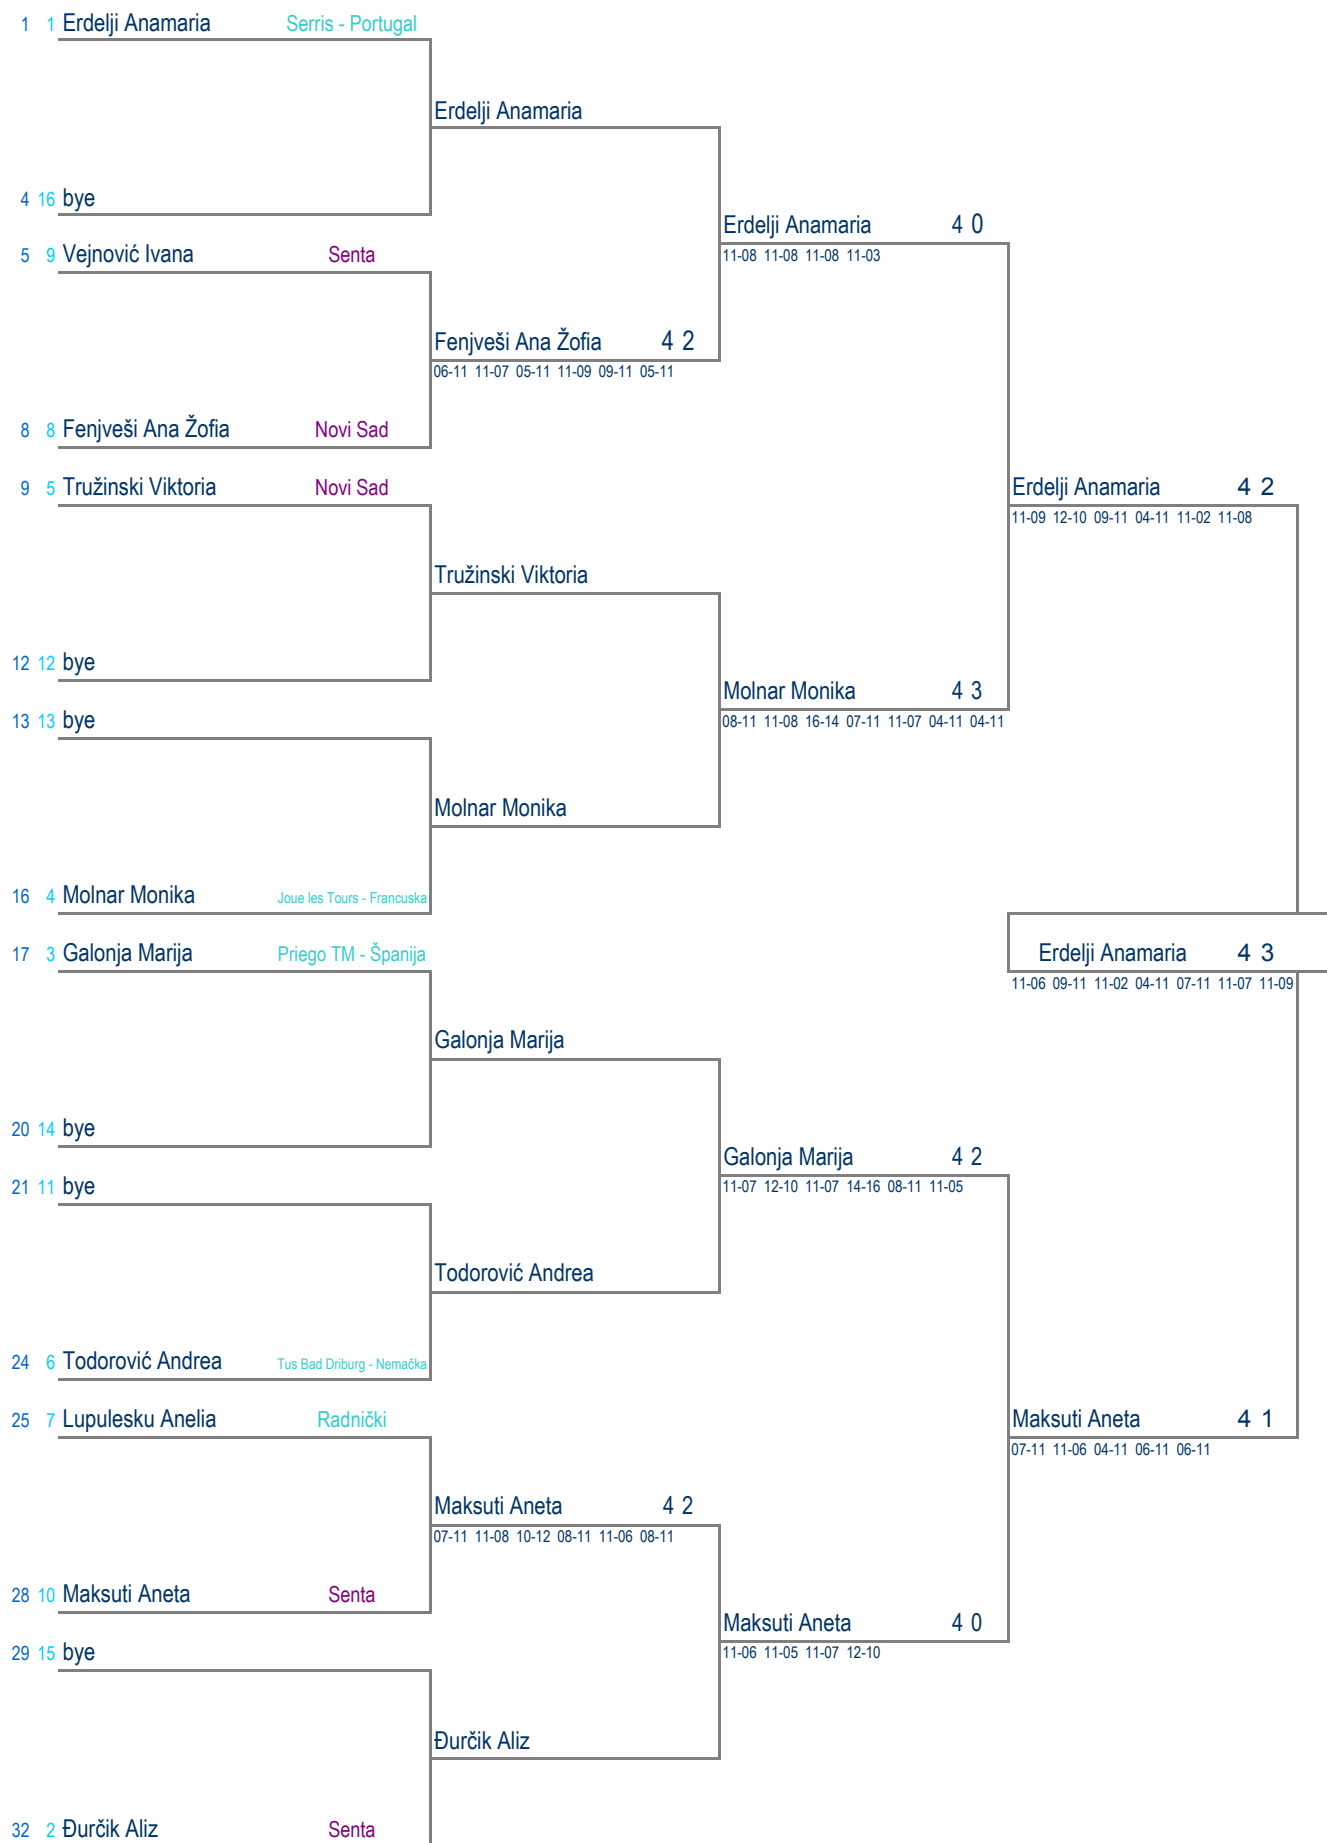 1 1 Erdelji Anamaria Serris - Portugal
Erdelji Anamaria
4 16 bye
Erdelji Anamaria 4 0
5 9 Vejnović Ivana Senta
11-08 11-08 11-08 11-03
Fenjveši Ana Žofia 4 2
06-11 11-07 05-11 11-09 09-11 05-11
8 8 Fenjveši Ana Žofia Novi Sad
9 5 Tružinski Viktoria Novi Sad
Erdelji Anamaria 4 2
11-09 12-10 09-11 04-11 11-02 11-08
Tružinski Viktoria
12 12 bye
Molnar Monika 4 3
13 13 bye
08-11 11-08 16-14 07-11 11-07 04-11 04-11
Molnar Monika
16 4 Molnar Monika Joue les Tours - Francuska
17 3 Galonja Marija Priego TM - Španija
Erdelji Anamaria 4 3
11-06 09-11 11-02 04-11 07-11 11-07 11-09
Galonja Marija
20 14 bye
Galonja Marija 4 2
21 11 bye
11-07 12-10 11-07 14-16 08-11 11-05
Todorović Andrea
24 6 Todorović Andrea Tus Bad Driburg - Nemačka
25 7 Lupulesku Anelia Radnički
Maksuti Aneta 4 1
07-11 11-06 04-11 06-11 06-11
Maksuti Aneta 4 2
07-11 11-08 10-12 08-11 11-06 08-11
28 10 Maksuti Aneta Senta
Maksuti Aneta 4 0
29 15 bye
11-06 11-05 11-07 12-10
Đurčik Aliz
32 2 Đurčik Aliz Senta